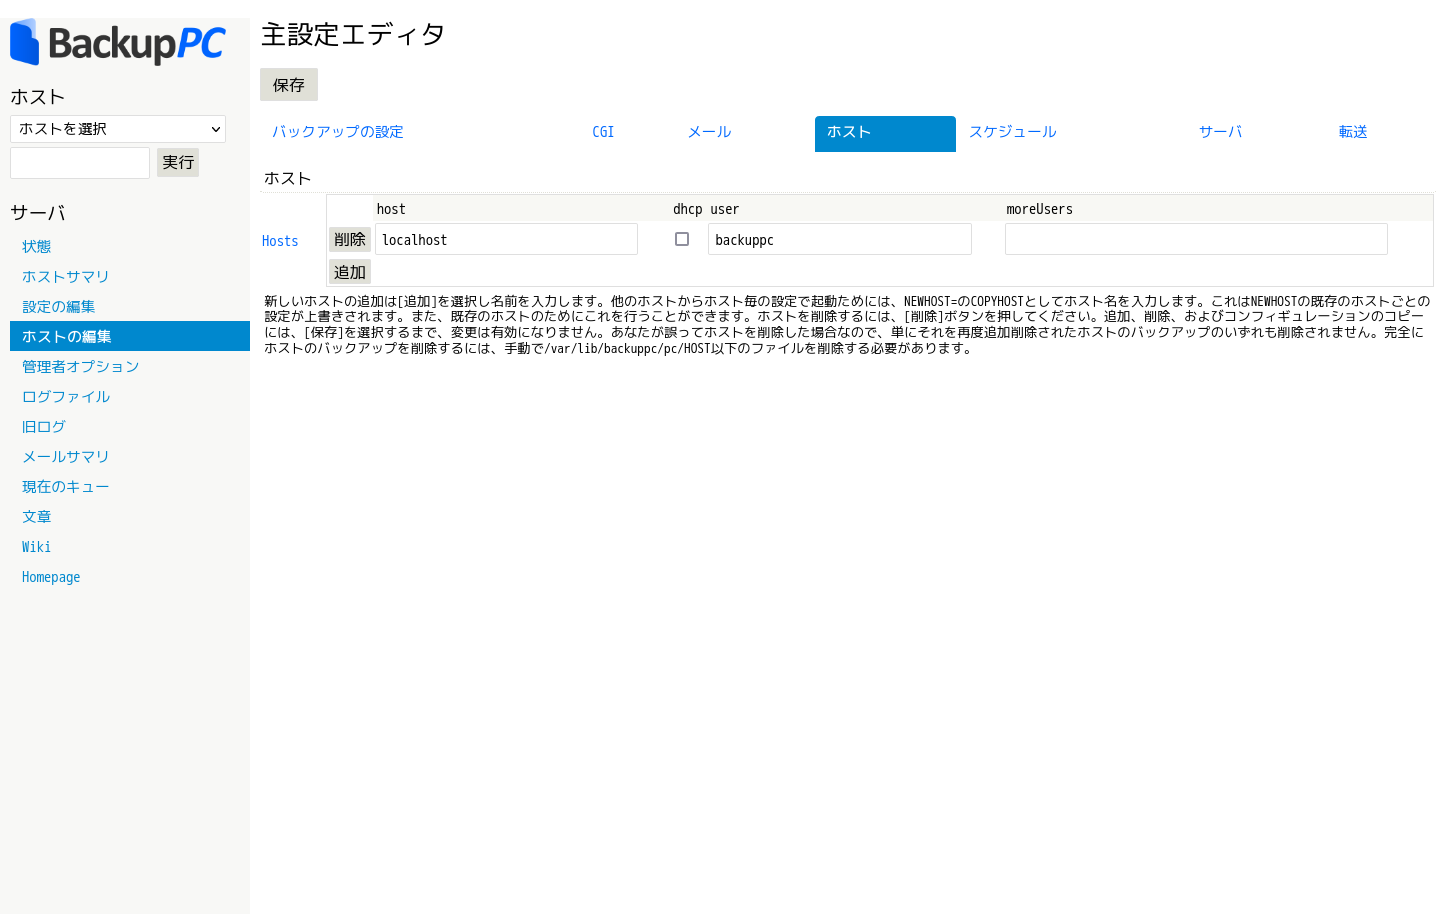 BackupPC
ホスト
ホストを選択
実行
サーバ
状態
ホストサマリ
設定の編集
ホストの編集
管理者オプション
ログファイル
旧ログ
メールサマリ
現在のキュー
文章
Wiki
Homepage
主設定エディタ
保存
バックアップの設定 CGI メール ホスト スケジュール サーバ 転送
ホスト
host dhcp user moreUsers
Hosts 削除 localhost backuppc
追加
新しいホストの追加は[追加]を選択し名前を入力します。他のホストからホスト毎の設定で起動ためには、NEWHOST=のCOPYHOSTとしてホスト名を入力します。これはNEWHOSTの既存のホストごとの
設定が上書きされます。また、既存のホストのためにこれを行うことができます。ホストを削除するには、[削除]ボタンを押してください。追加、削除、およびコンフィギュレーションのコピー
には、[保存]を選択するまで、変更は有効になりません。あなたが誤ってホストを削除した場合なので、単にそれを再度追加削除されたホストのバックアップのいずれも削除されません。完全に
ホストのバックアップを削除するには、手動で/var/lib/backuppc/pc/HOST以下のファイルを削除する必要があります。